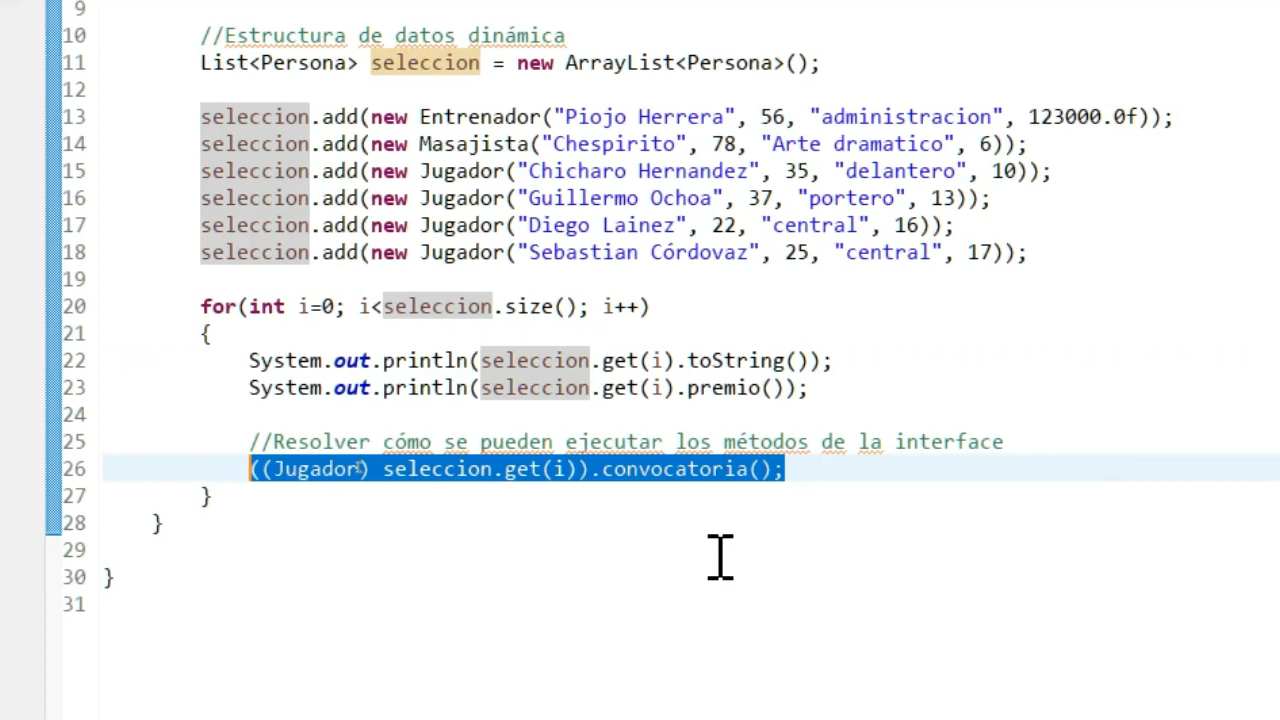 9
10 //Estructura de datos dinámica
11 List<Persona> seleccion = new ArrayList<Persona>();
12
13 seleccion.add(new Entrenador("Piojo Herrera", 56, "administracion", 123000.0f));
14 seleccion.add(new Masajista("Chespirito", 78, "Arte dramatico", 6));
15 seleccion.add(new Jugador("Chicharo Hernandez", 35, "delantero", 10));
16 seleccion.add(new Jugador("Guillermo Ochoa", 37, "portero", 13));
17 seleccion.add(new Jugador("Diego Lainez", 22, "central", 16));
18 seleccion.add(new Jugador("Sebastian Córdovaz", 25, "central", 17));
19
20 for(int i=0; i<seleccion.size(); i++)
21 {
22 System.out.println(seleccion.get(i).toString());
23 System.out.println(seleccion.get(i).premio());
24
25 //Resolver cómo se pueden ejecutar los métodos de la interface
26 ((Jugador) seleccion.get(i)).convocatoria();
27 }
28 }
29
30 }
31